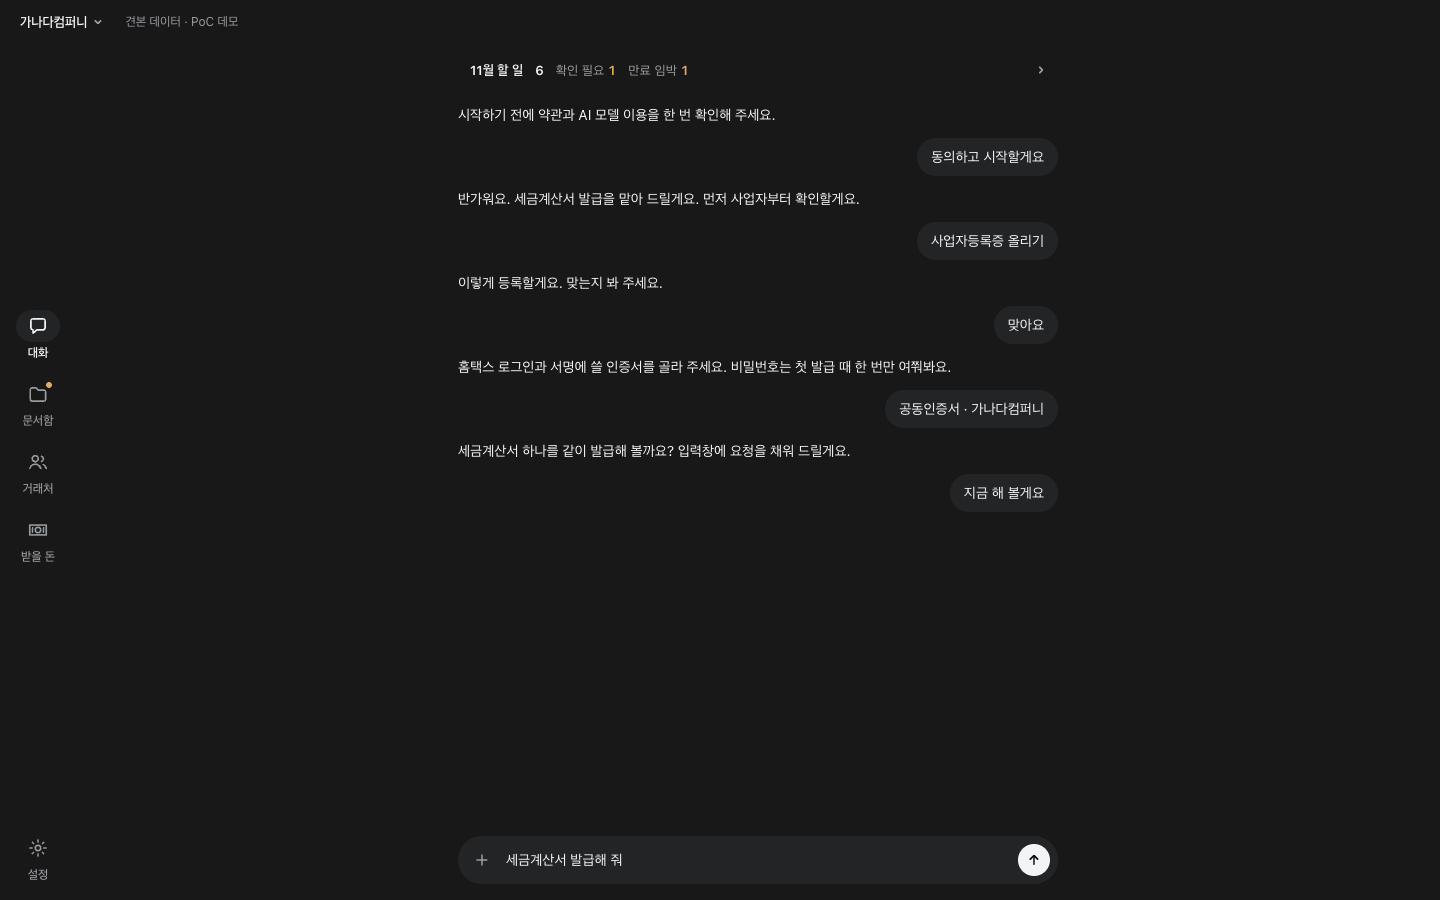 가나다컴퍼니
견본 데이터 · PoC 데모
11월 할 일 6 확인 필요 1 만료 임박 1
시작하기 전에 약관과 AI 모델 이용을 한 번 확인해 주세요.
동의하고 시작할게요
반가워요. 세금계산서 발급을 맡아 드릴게요. 먼저 사업자부터 확인할게요.
사업자등록증 올리기
이렇게 등록할게요. 맞는지 봐 주세요.
맞아요
홈택스 로그인과 서명에 쓸 인증서를 골라 주세요. 비밀번호는 첫 발급 때 한 번만 여쭤봐요.
공동인증서 · 가나다컴퍼니
세금계산서 하나를 같이 발급해 볼까요? 입력창에 요청을 채워 드릴게요.
지금 해 볼게요
대화
문서함
거래처
받을 돈
설정
세금계산서 발급해 줘